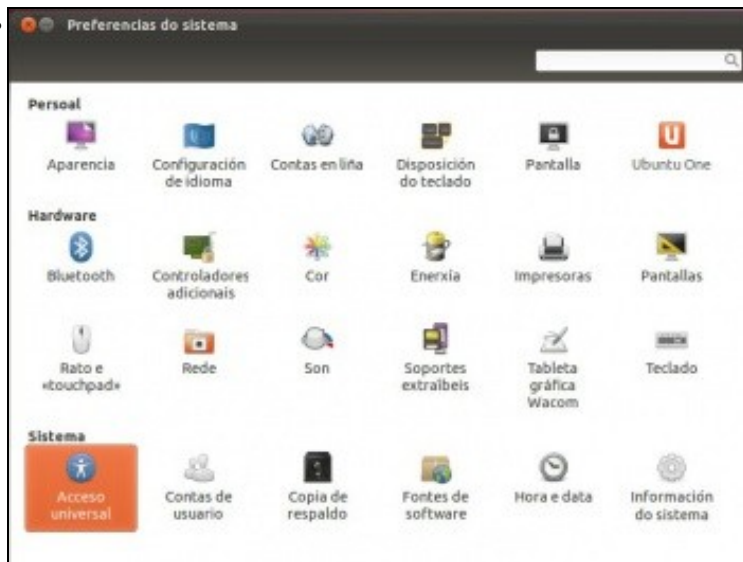 Preferencias do sistema
Persoal
Aparencia
Configuración
de idioma
Contas en liña
Disposición
do teclado
Pantalla
Ubuntu One
Hardware
Bluetooth
Controladores
adicionais
Cor
Enerxía
Impresoras
Pantallas
Rato e
«touchpad»
Rede
Son
Soportes
extraíbeis
Tableta
gráfica
Wacom
Teclado
Sistema
Acceso
universal
Contas de
usuario
Copia de
respaldo
Fontes de
software
Hora e data
Información
do sistema